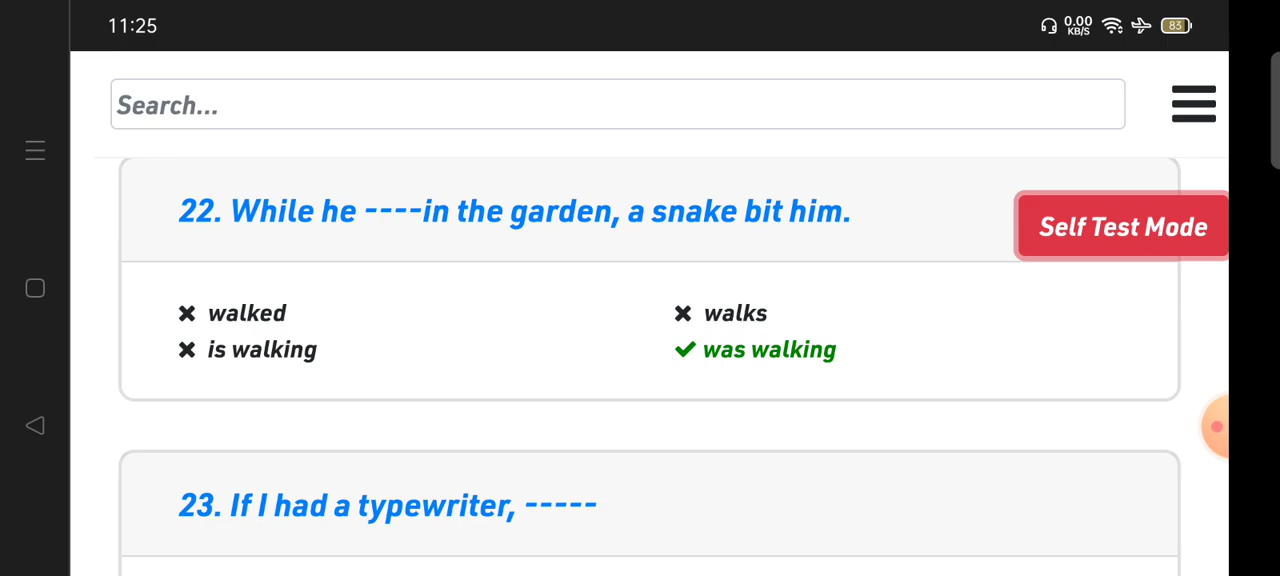 11:25
0.00
KB/S
83
Search...
22. While he ----in the garden, a snake bit him.
Self Test Mode
walked
walks
is walking
was walking
23. If I had a typewriter, -----